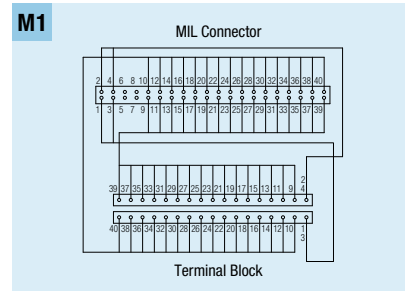 M1
MIL Connector
2 4 6 8 10 12 14 16 18 20 22 24 26 28 30 32 34 36 38 40
1 3 5 7 9 11 13 15 17 19 21 23 25 27 29 31 33 35 37 39
2
39 37 35 33 31 29 27 25 23 21 19 17 15 13 11 9 4
40 38 36 34 32 30 28 26 24 22 20 18 16 14 12 10 1
3
Terminal Block